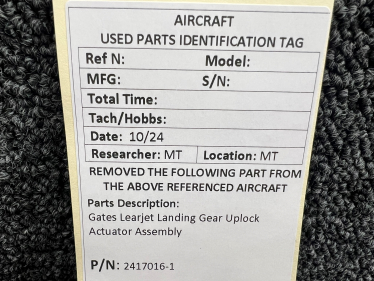 AIRCRAFT
USED PARTS IDENTIFICATION TAG
Ref N: Model:
MFG: S/N:
Total Time:
Tach/Hobbs:
Date: 10/24
Researcher: MT Location: MT
REMOVED THE FOLLOWING PART FROM
THE ABOVE REFERENCED AIRCRAFT
Parts Description:
Gates Learjet Landing Gear Uplock
Actuator Assembly
P/N: 2417016-1